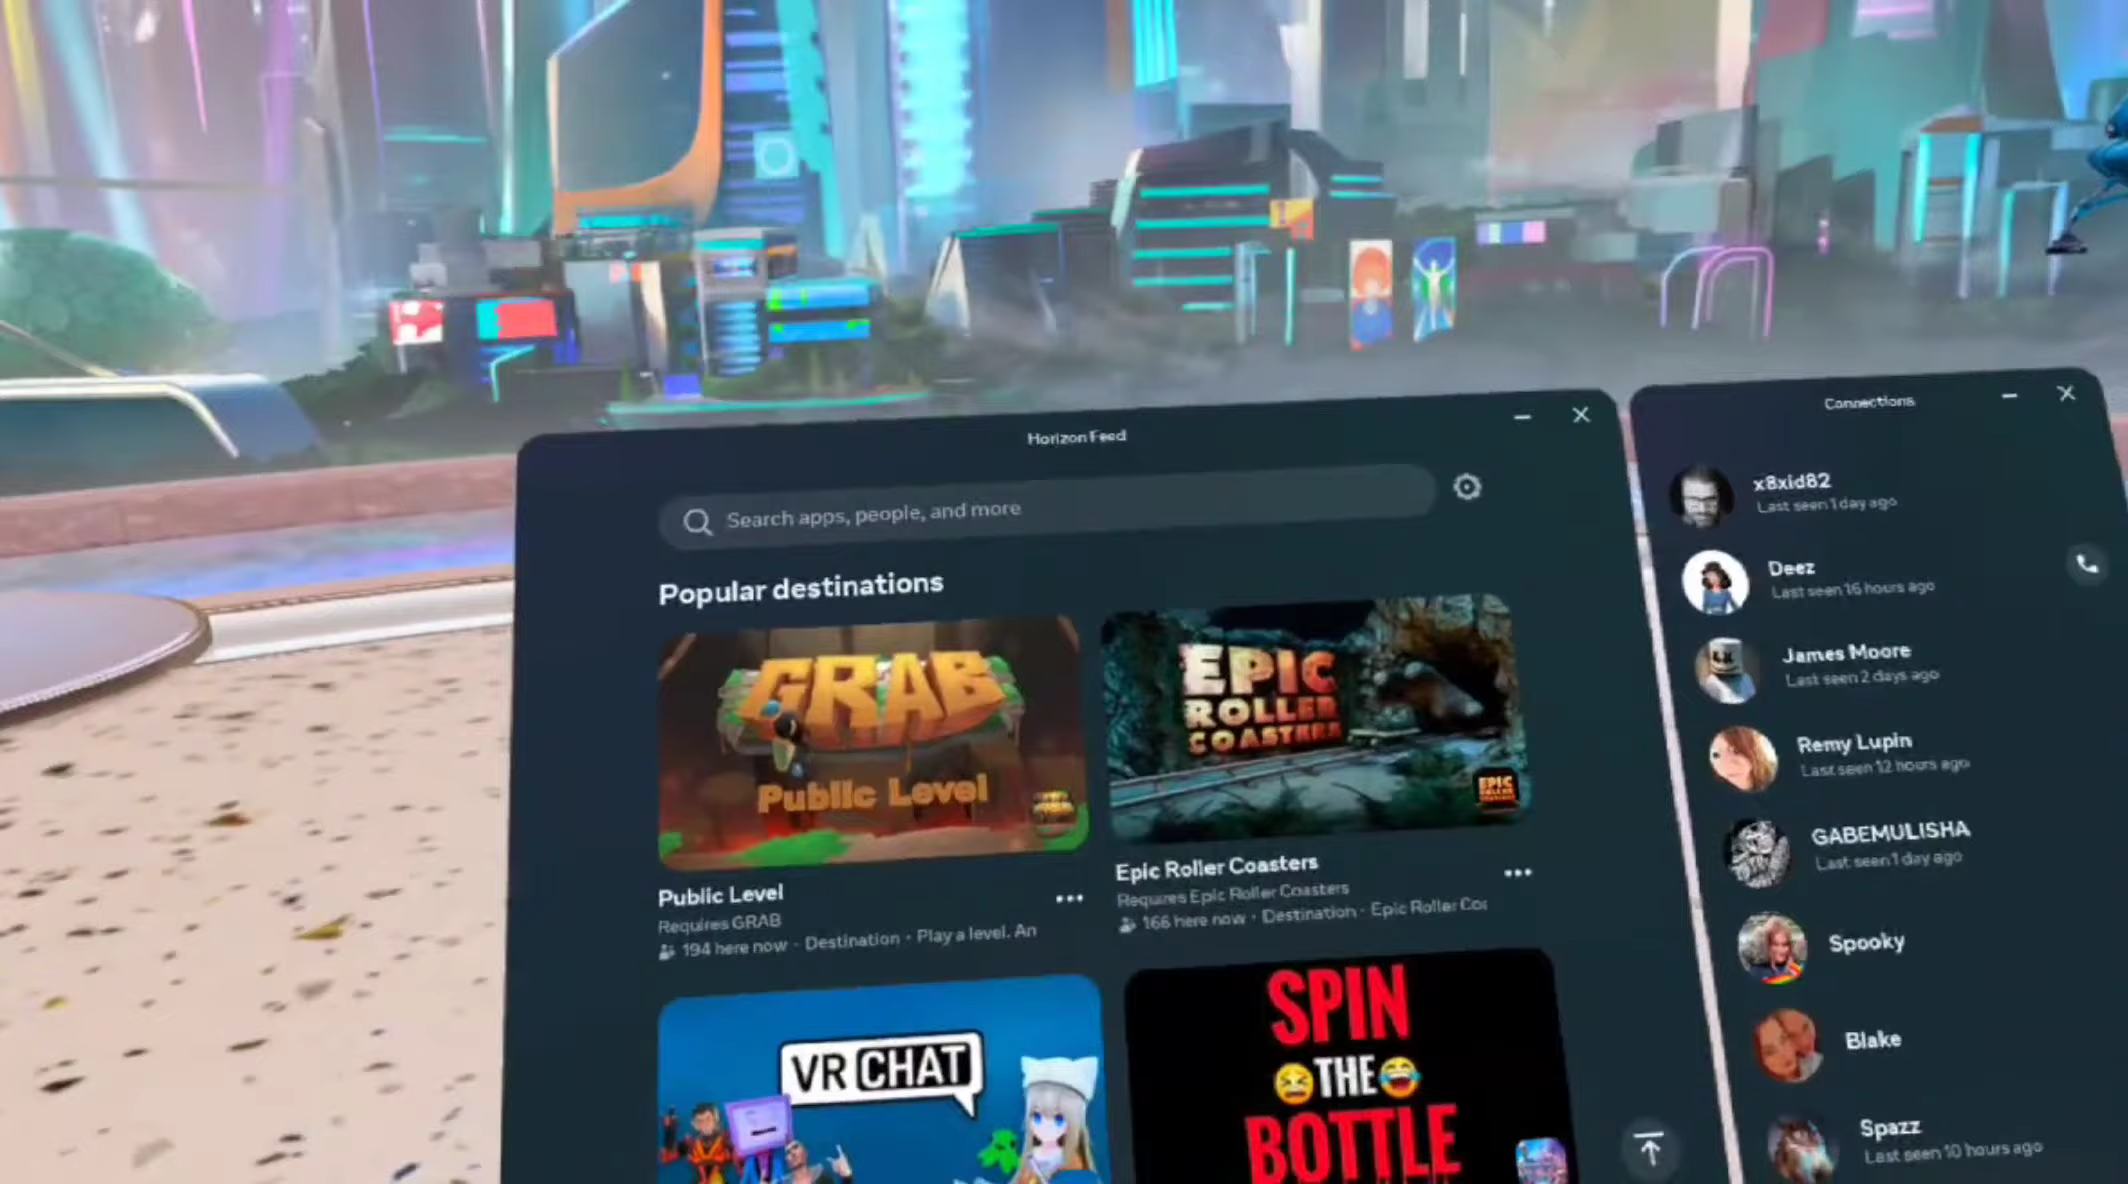 Horizon Feed
Search apps, people, and more
Popular destinations
GRAB
Public Level
Public Level
Requires GRAB
194 here now · Destination · Play a level. An
EPIC
ROLLER
COASTERS
EPIC
Epic Roller Coasters
Requires Epic Roller Coasters
166 here now · Destination · Epic Roller Coa
VRCHAT
SPIN
THE
BOTTLE
Connections
x8xid82
Last seen 1 day ago
Deez
Last seen 16 hours ago
James Moore
Last seen 2 days ago
Remy Lupin
Last seen 12 hours ago
GABEMULISHA
Last seen 1 day ago
Spooky
Blake
Spazz
Last seen 10 hours ago